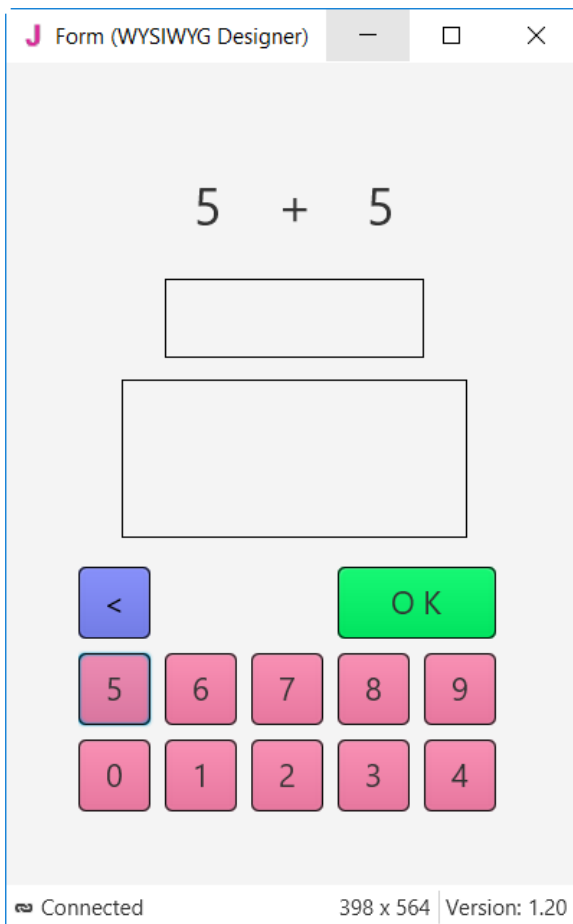 J Form (WYSIWYG Designer)
5 + 5
< O K
5 6 7 8 9
0 1 2 3 4
Connected 398 x 564 Version: 1.20